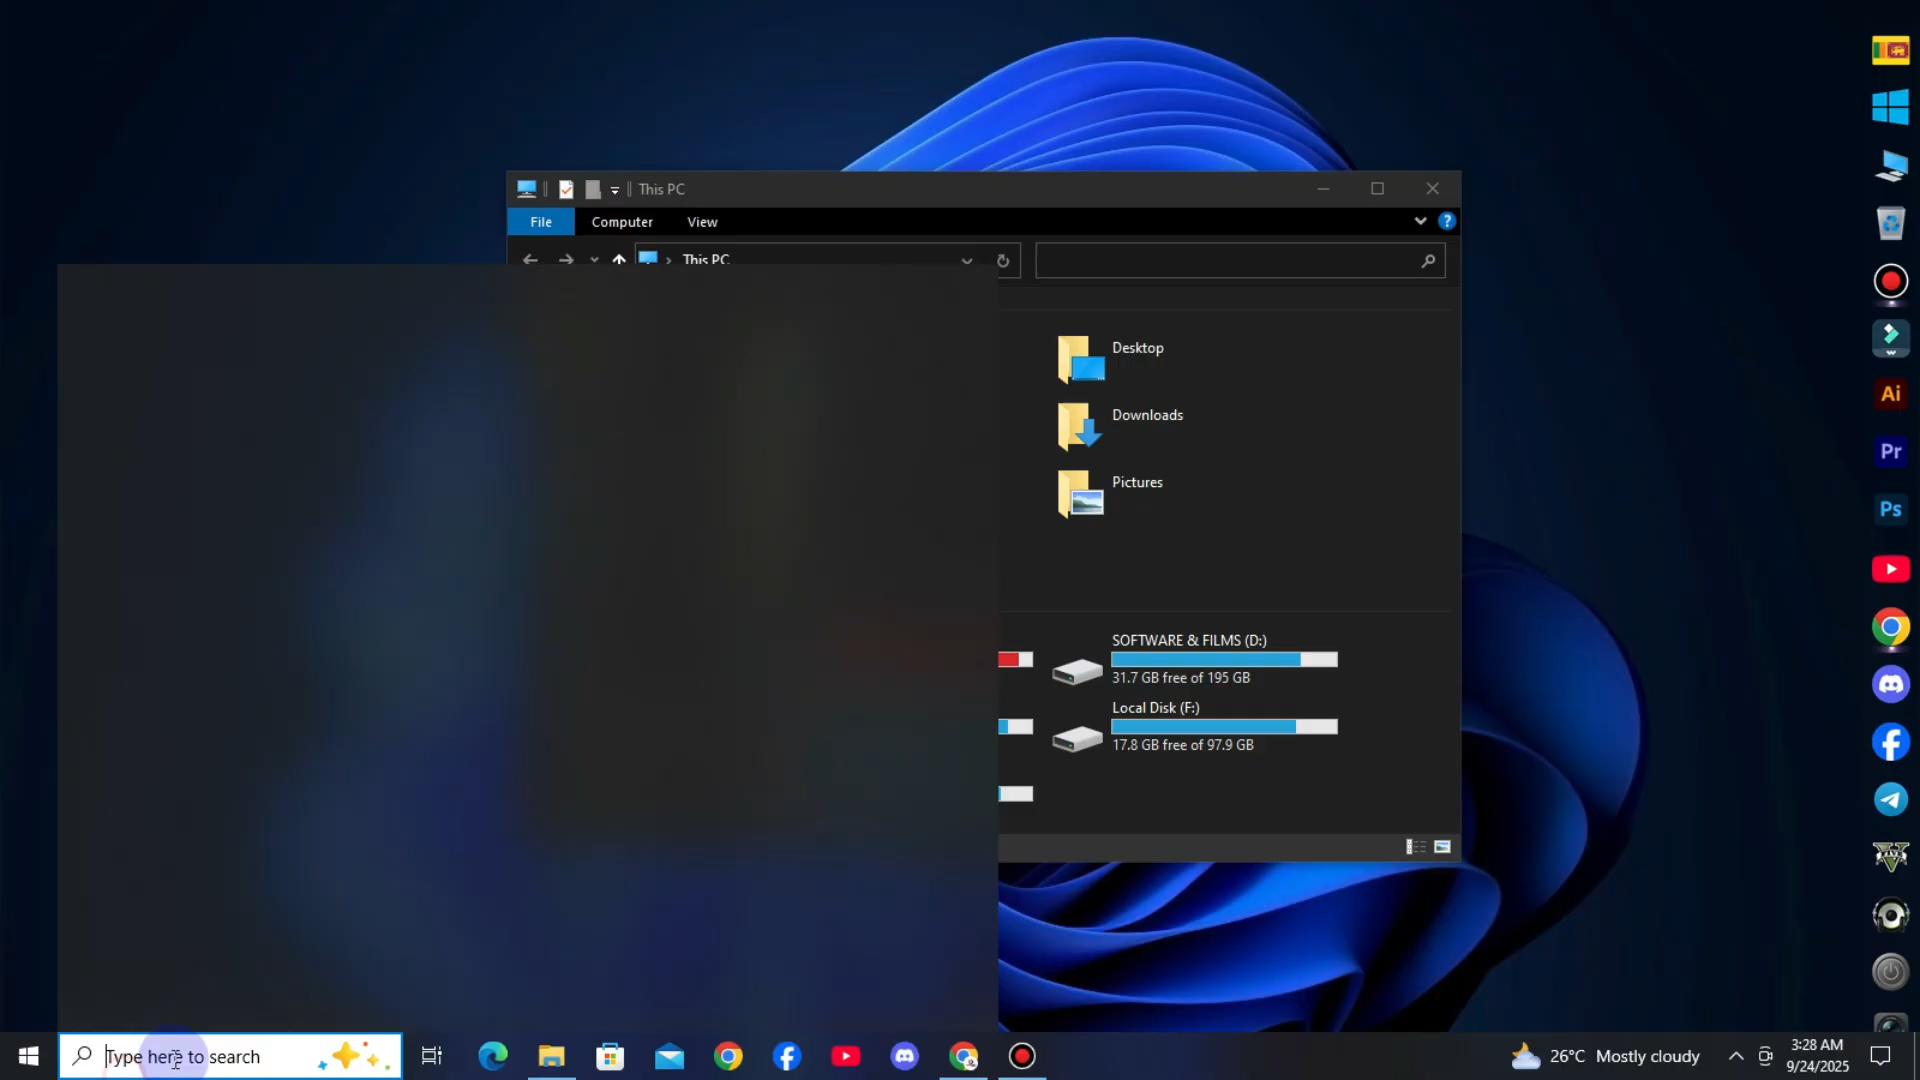 This PC
File
Computer
View
This PC
Desktop
Downloads
Pictures
SOFTWARE & FILMS (D:)
31.7 GB free of 195 GB
Local Disk (F:)
17.8 GB free of 97.9 GB
Ai
Pr
Ps
Type here to search
26°C Mostly cloudy
3:28 AM
9/24/2025